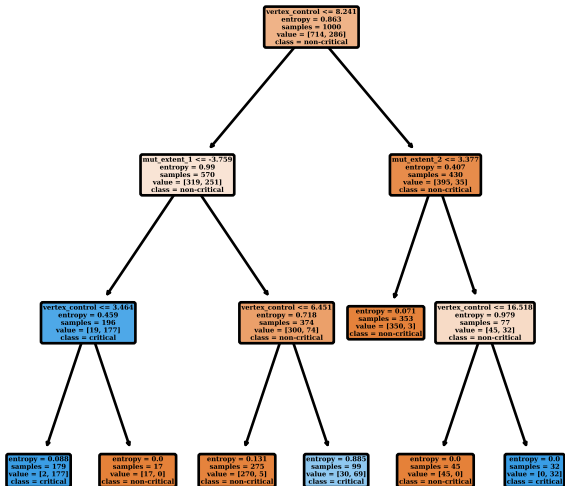 vertex_control <= 8.241
entropy = 0.863
samples = 1000
value = [714, 286]
class = non-critical
mut_extent_1 <= -3.759
entropy = 0.99
samples = 570
value = [319, 251]
class = non-critical
mut_extent_2 <= 3.377
entropy = 0.407
samples = 430
value = [395, 35]
class = non-critical
vertex_control <= 3.464
entropy = 0.459
samples = 196
value = [19, 177]
class = critical
vertex_control <= 6.451
entropy = 0.718
samples = 374
value = [300, 74]
class = non-critical
entropy = 0.071
samples = 353
value = [350, 3]
class = non-critical
vertex_control <= 16.518
entropy = 0.979
samples = 77
value = [45, 32]
class = non-critical
entropy = 0.088
samples = 179
value = [2, 177]
class = critical
entropy = 0.0
samples = 17
value = [17, 0]
class = non-critical
entropy = 0.131
samples = 275
value = [270, 5]
class = non-critical
entropy = 0.885
samples = 99
value = [30, 69]
class = critical
entropy = 0.0
samples = 45
value = [45, 0]
class = non-critical
entropy = 0.0
samples = 32
value = [0, 32]
class = critical